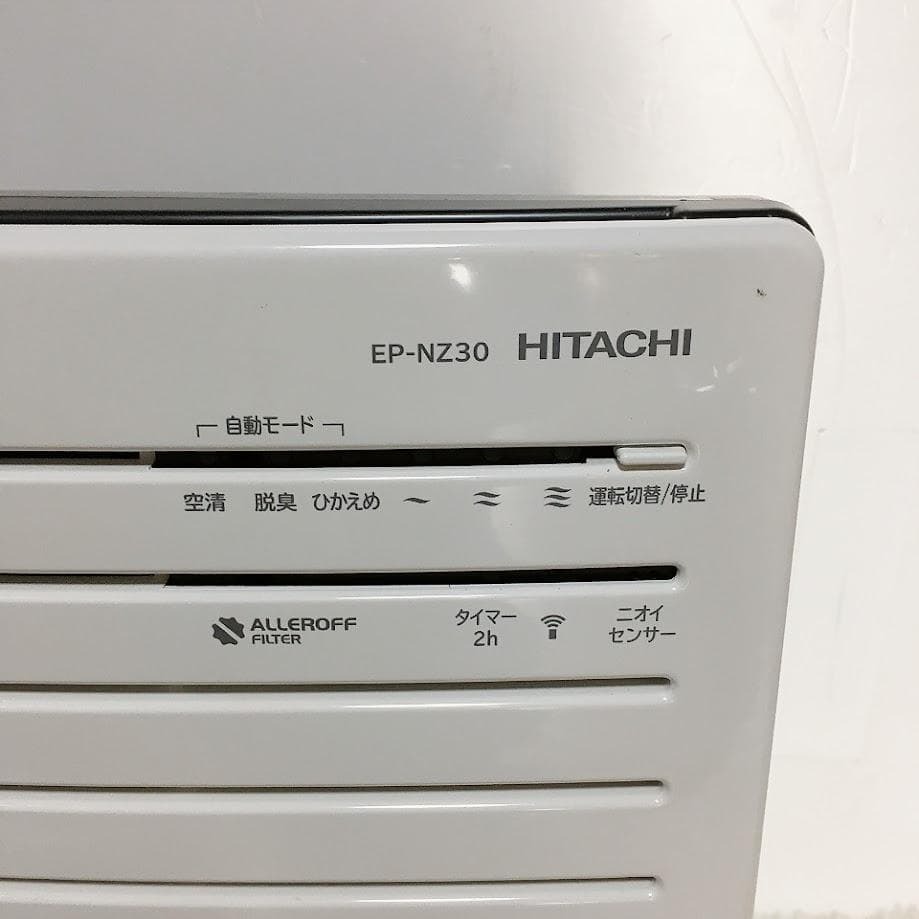 EP-NZ30 HITACHI
自動モード
空清 脱臭 ひかえめ 運転切替/停止
ALLEROFF
FILTER
タイマー
2h
ニオイ
センサー